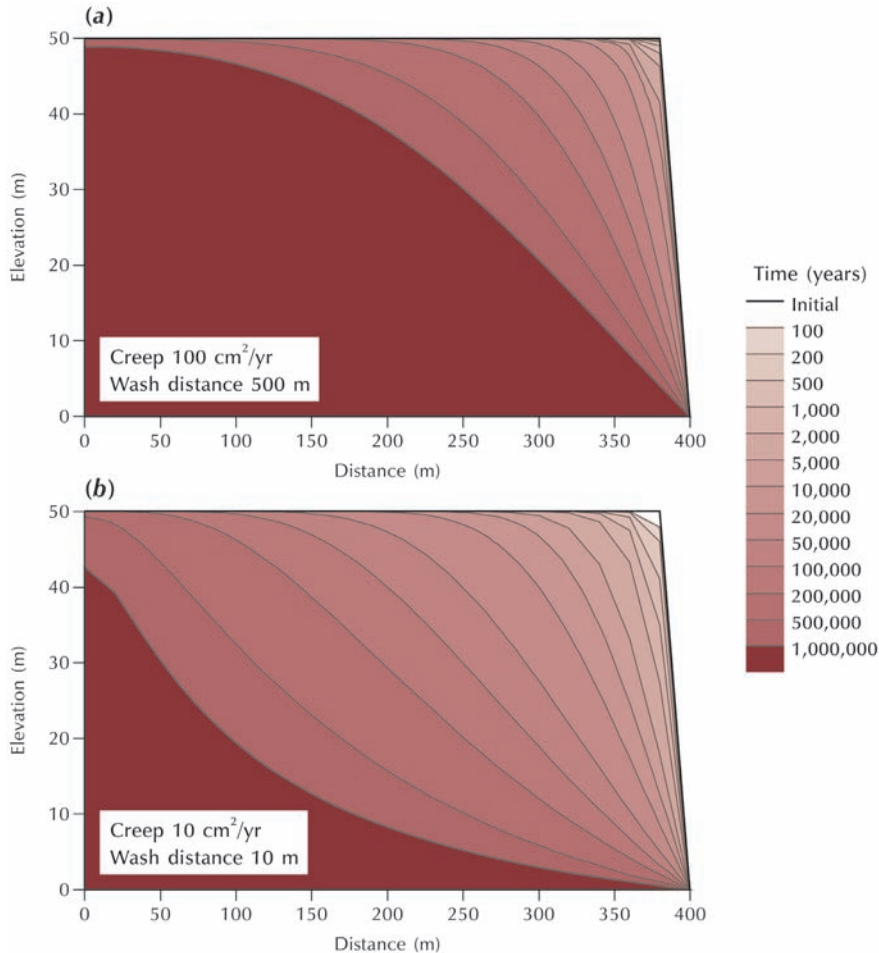 (a)
50
40
30
20
10
0
Elevation (m)
Creep 100 cm²/yr
Wash distance 500 m
0 50 100 150 200 250 300 350 400
Distance (m)
(b)
50
40
30
20
10
0
Elevation (m)
Creep 10 cm²/yr
Wash distance 10 m
0 50 100 150 200 250 300 350 400
Distance (m)
Time (years)
Initial
100
200
500
1,000
2,000
5,000
10,000
20,000
50,000
100,000
200,000
500,000
1,000,000